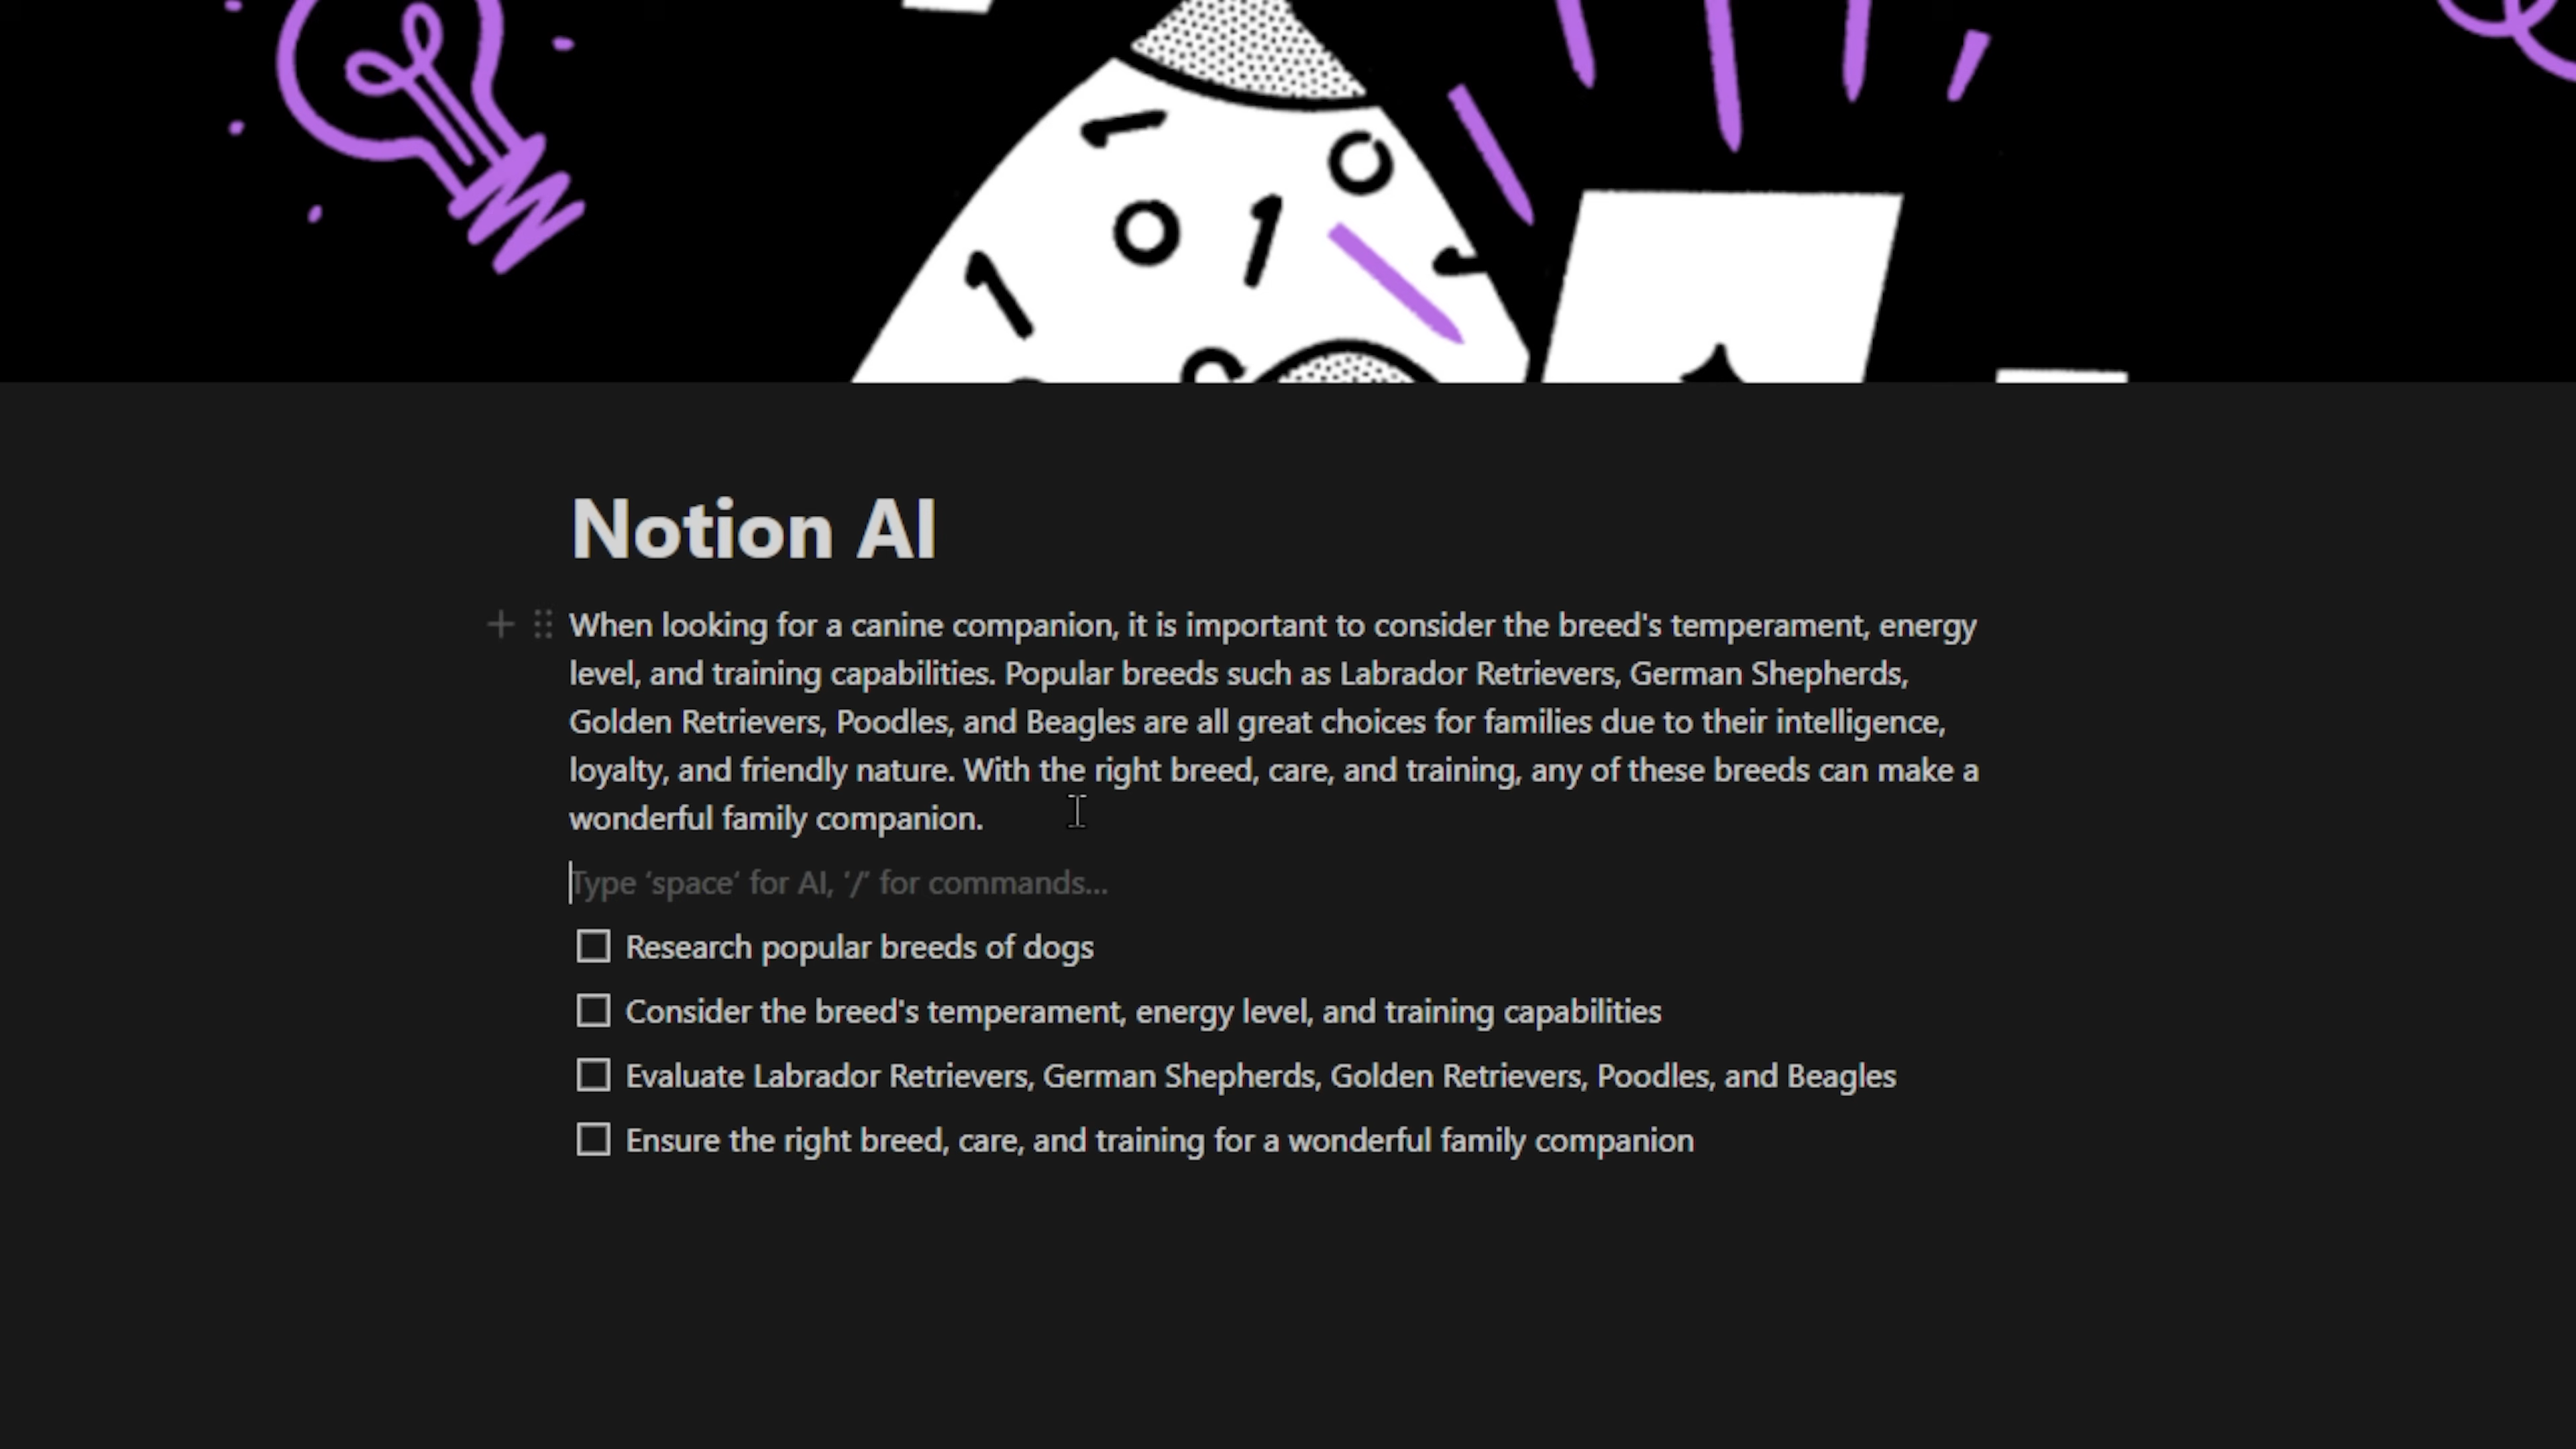 1
0
0
1
1
Notion AI
When looking for a canine companion, it is important to consider the breed's temperament, energy
level, and training capabilities. Popular breeds such as Labrador Retrievers, German Shepherds,
Golden Retrievers, Poodles, and Beagles are all great choices for families due to their intelligence,
loyalty, and friendly nature. With the right breed, care, and training, any of these breeds can make a
wonderful family companion.
Type ‘space‘ for AI, ‘/’ for commands...
Research popular breeds of dogs
Consider the breed's temperament, energy level, and training capabilities
Evaluate Labrador Retrievers, German Shepherds, Golden Retrievers, Poodles, and Beagles
Ensure the right breed, care, and training for a wonderful family companion